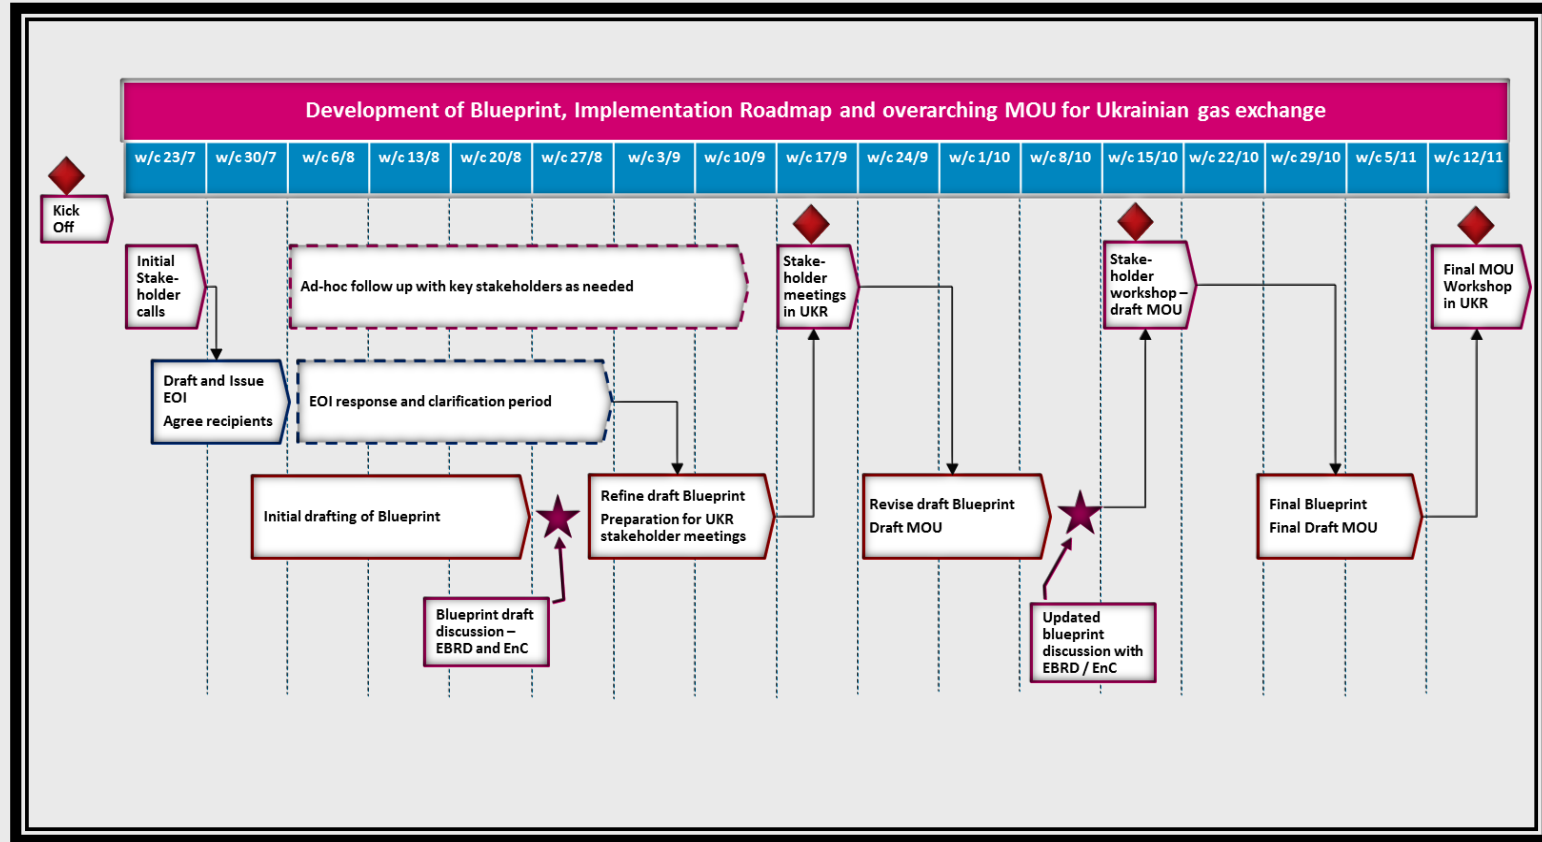 Development of Blueprint, Implementation Roadmap and overarching MOU for Ukrainian gas exchange
w/c 23/7
w/c 30/7
w/c 6/8
w/c 13/8
w/c 20/8
w/c 27/8
w/c 3/9
w/c 10/9
w/c 17/9
w/c 24/9
w/c 1/10
w/c 8/10
w/c 15/10
w/c 22/10
w/c 29/10
w/c 5/11
w/c 12/11
Kick
Off
Initial
Stake-
holder
calls
Ad-hoc follow up with key stakeholders as needed
Stake-
holder
meetings
in UKR
Stake-
holder
workshop –
draft MOU
Final MOU
Workshop
in UKR
Draft and Issue
EOI
Agree recipients
EOI response and clarification period
Initial drafting of Blueprint
Refine draft Blueprint
Preparation for UKR
stakeholder meetings
Revise draft Blueprint
Draft MOU
Final Blueprint
Final Draft MOU
Blueprint draft
discussion –
EBRD and EnC
Updated
blueprint
discussion with
EBRD / EnC